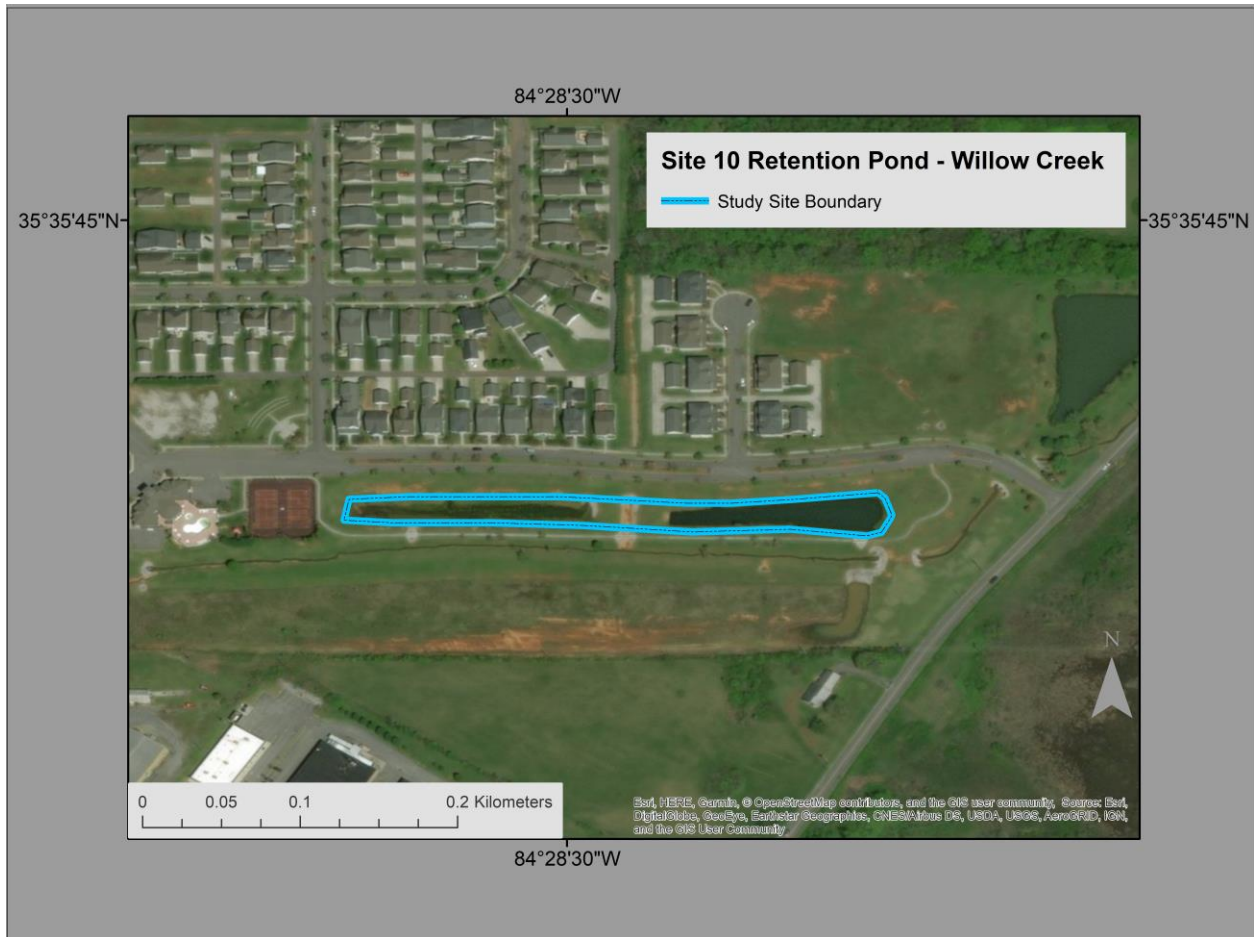 84°28'30"W
Site 10 Retention Pond - Willow Creek
Study Site Boundary
35°35'45"N
35°35'45"N
N
0 0.05 0.1 0.2 Kilometers
Esri, HERE, Garmin, © OpenStreetMap contributors, and the GIS user community, Source: Esri,
DigitalGlobe, GeoEye, Earthstar Geographics, CNES/Airbus DS, USDA, USGS, AeroGRID, IGN,
and the GIS User Community
84°28'30"W